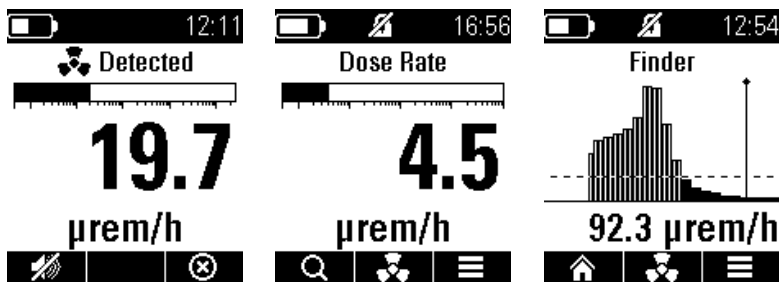 12:11
Detected
19.7
µrem/h
16:56
Dose Rate
4.5
µrem/h
12:54
Finder
92.3 µrem/h